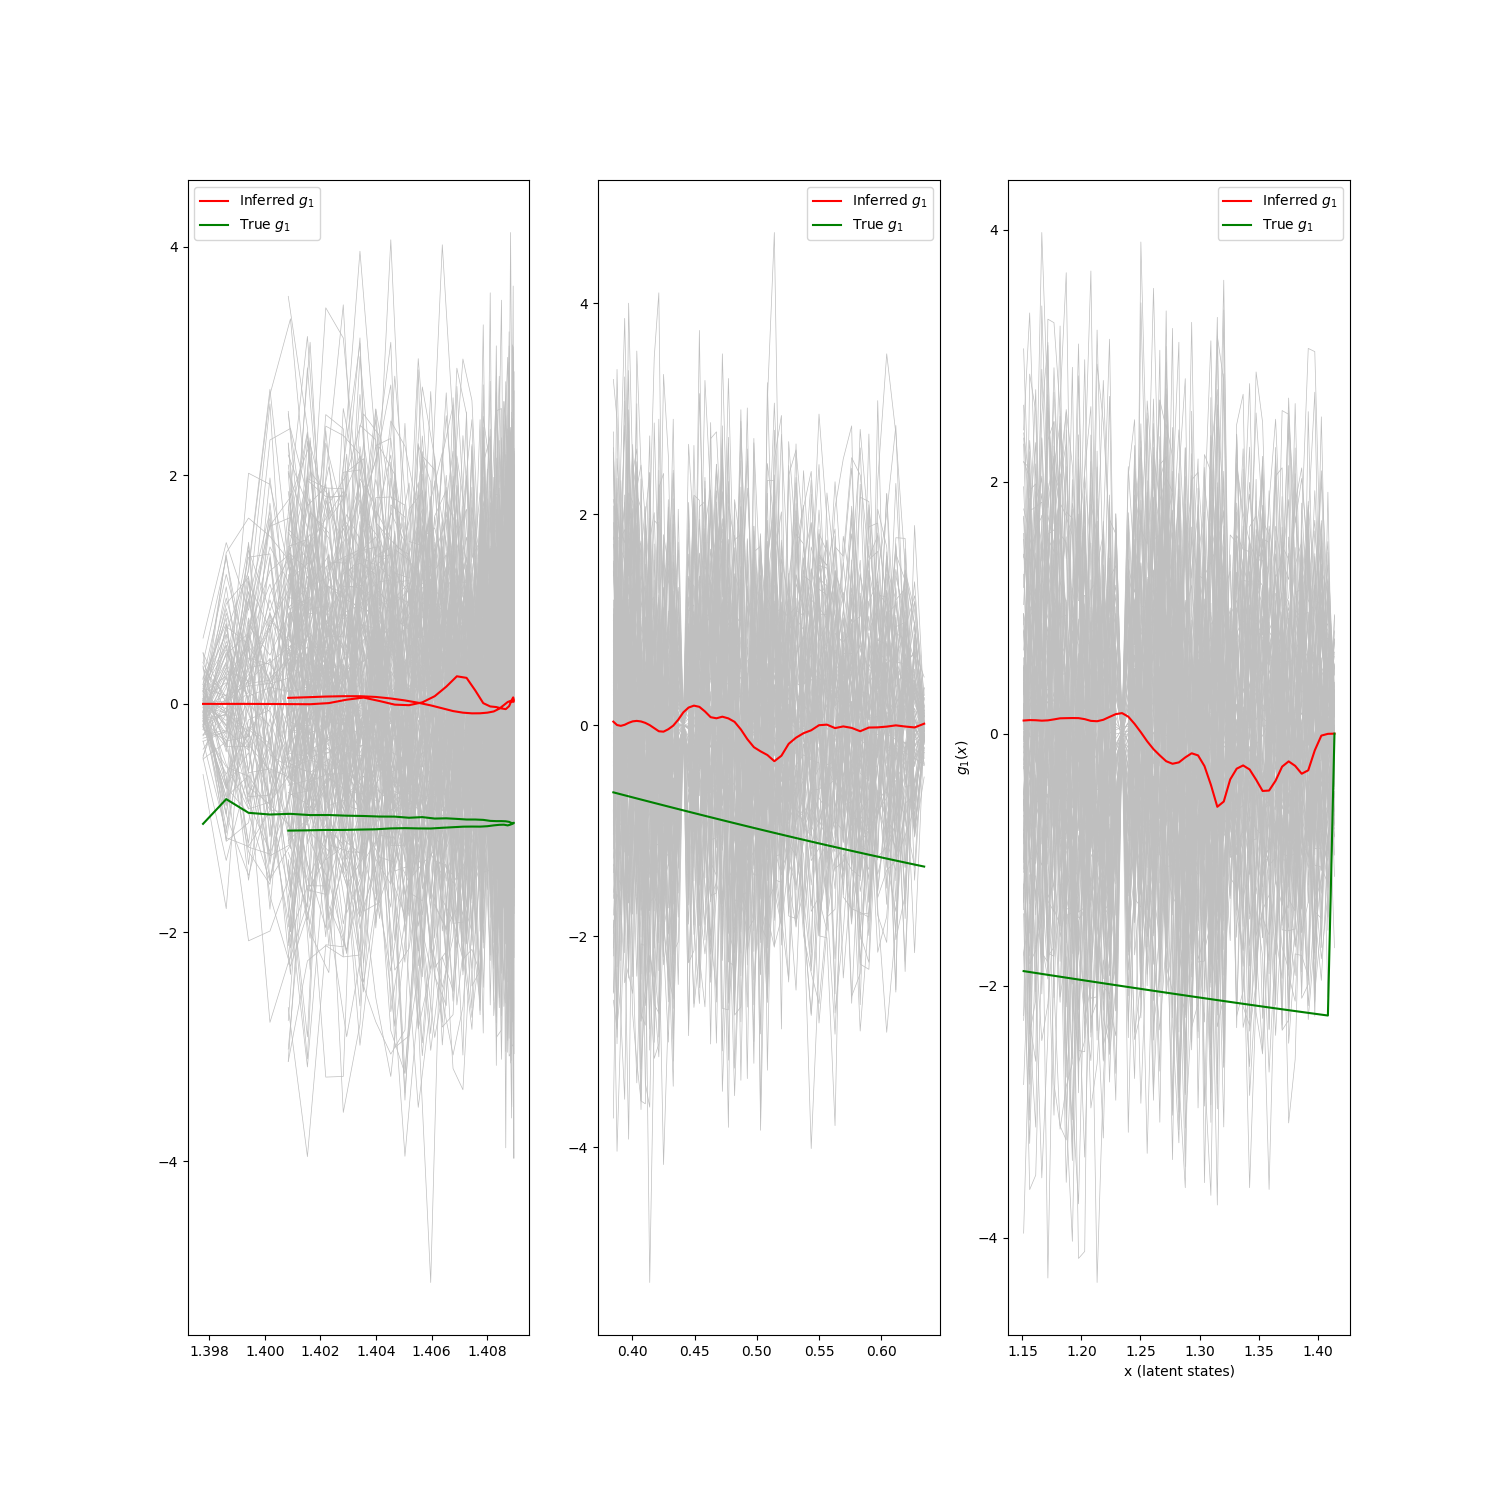 Inferred g₁
True g₁
4
2
0
−2
−4
1.398 1.400 1.402 1.404 1.406 1.408
Inferred g₁
True g₁
4
2
0
−2
−4
0.40 0.45 0.50 0.55 0.60
Inferred g₁
True g₁
g₁(x)
4
2
0
−2
−4
1.15 1.20 1.25 1.30 1.35 1.40
x (latent states)